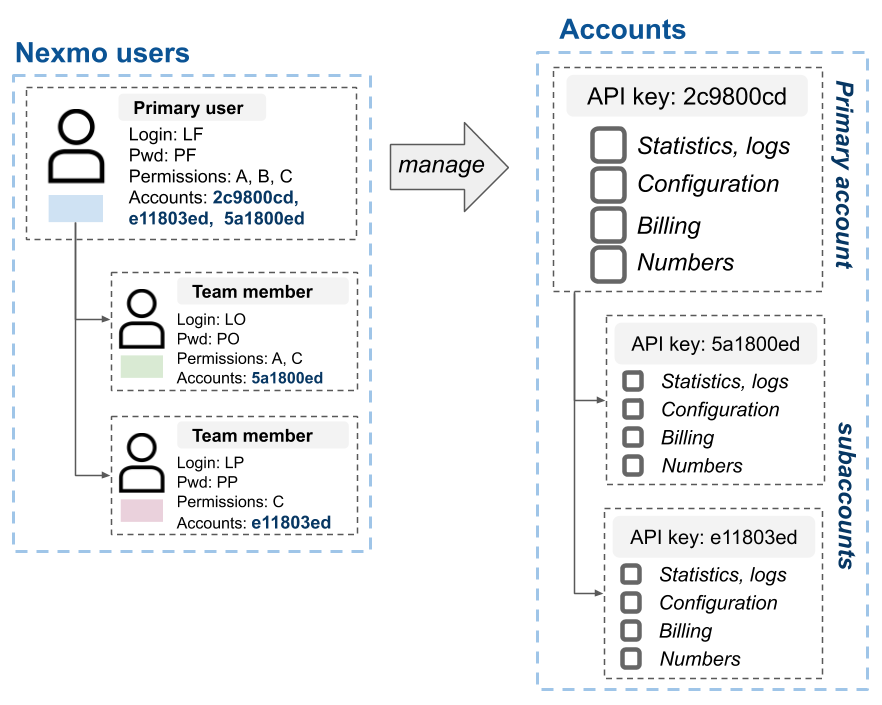 Nexmo users
Primary user
Login: LF
Pwd: PF
Permissions: A, B, C
Accounts: 2c9800cd,
e11803ed, 5a1800ed
Team member
Login: LO
Pwd: PO
Permissions: A, C
Accounts: 5a1800ed
Team member
Login: LP
Pwd: PP
Permissions: C
Accounts: e11803ed
manage
Accounts
API key: 2c9800cd
Statistics, logs
Configuration
Billing
Numbers
Primary account
API key: 5a1800ed
Statistics, logs
Configuration
Billing
Numbers
API key: e11803ed
Statistics, logs
Configuration
Billing
Numbers
subaccounts